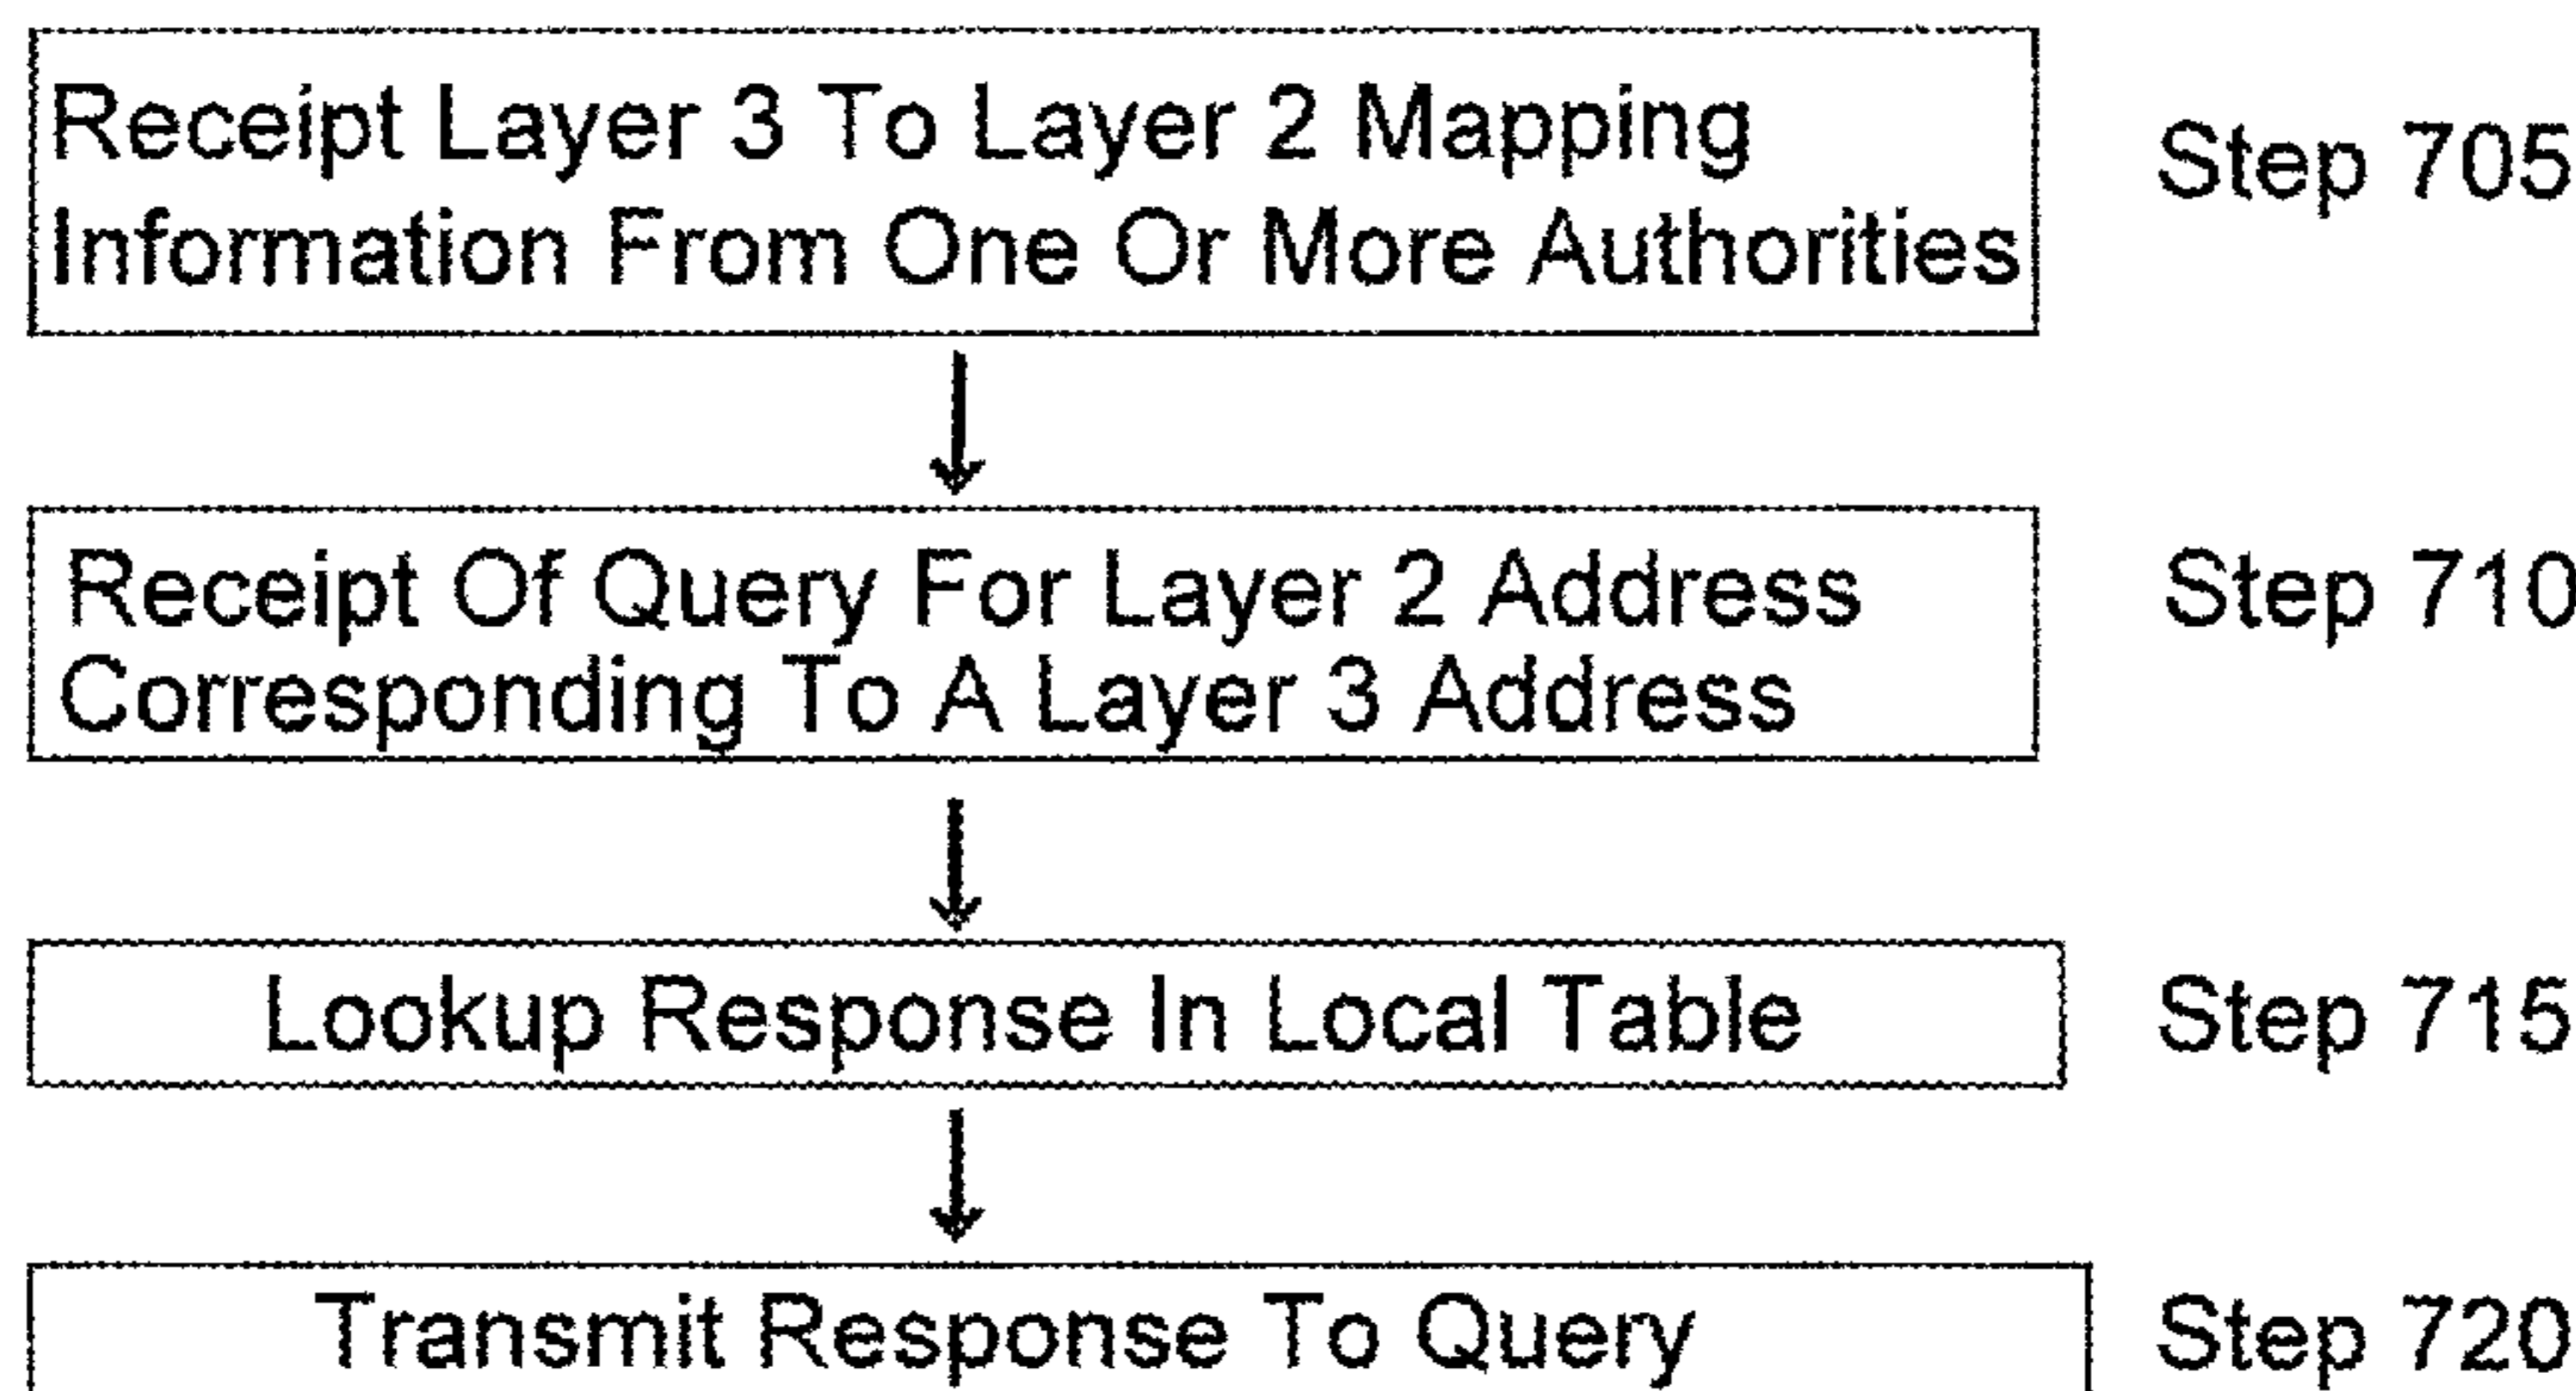 Receipt Layer 3 To Layer 2 Mapping
Information From One Or More Authorities
Step 705
Receipt Of Query For Layer 2 Address
Corresponding To A Layer 3 Address
Step 710
Lookup Response In Local Table
Step 715
Transmit Response To Query
Step 720